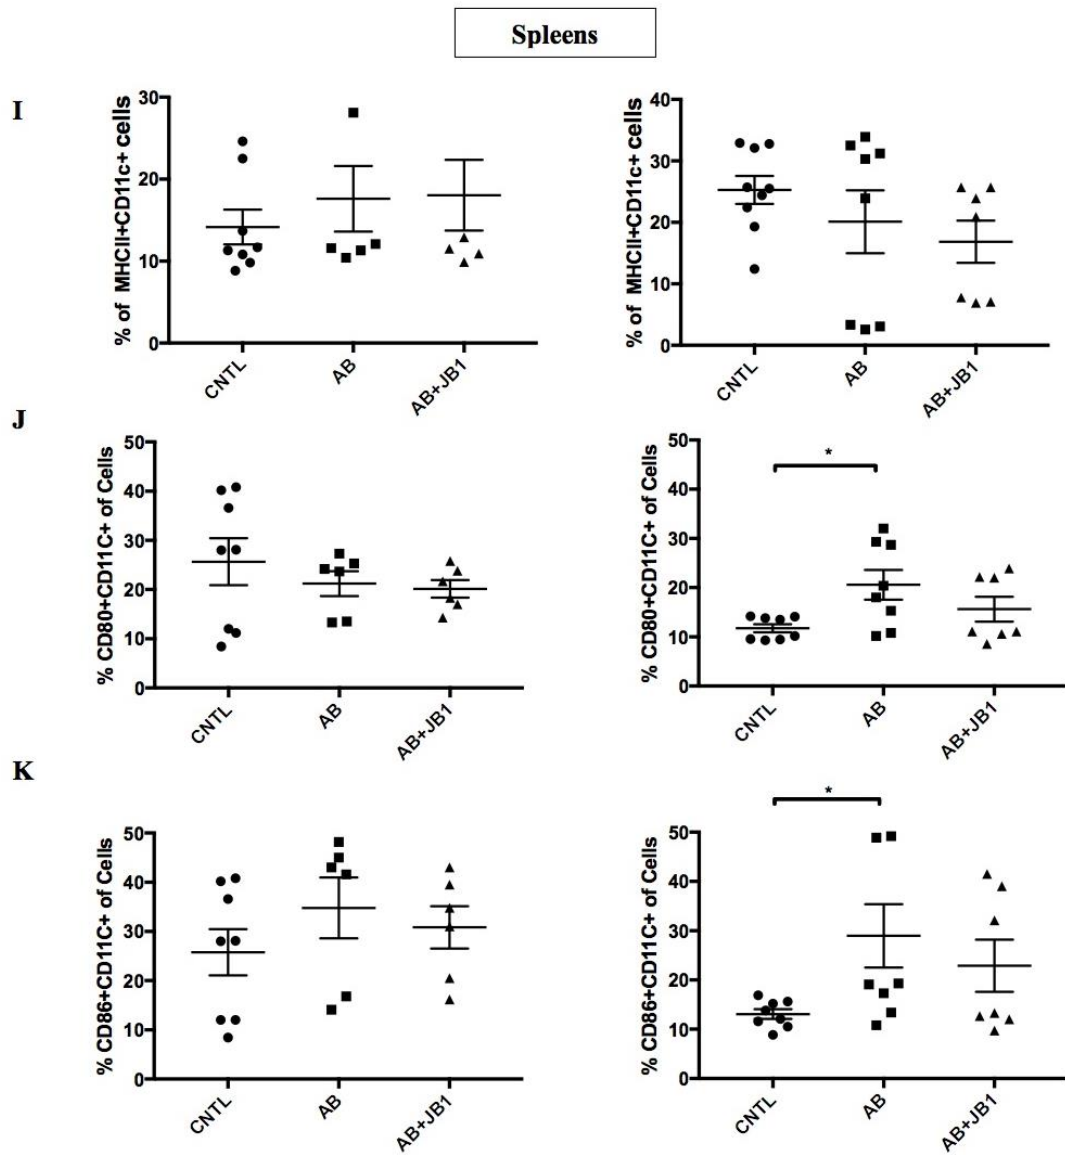 Spleens
I
% of MHCII+CD11c+ cells
30
20
10
0
CNTL
AB
AB+JB1
% of MHCII+CD11c+ cells
40
30
20
10
0
CNTL
AB
AB+JB1
J
% CD80+CD11C+ of Cells
50
40
30
20
10
0
CNTL
AB
AB+JB1
% CD80+CD11C+ of Cells
50
40
30
20
10
0
*
CNTL
AB
AB+JB1
K
% CD86+CD11C+ of Cells
50
40
30
20
10
0
CNTL
AB
AB+JB1
% CD86+CD11C+ of Cells
*
50
40
30
20
10
0
CNTL
AB
AB+JB1